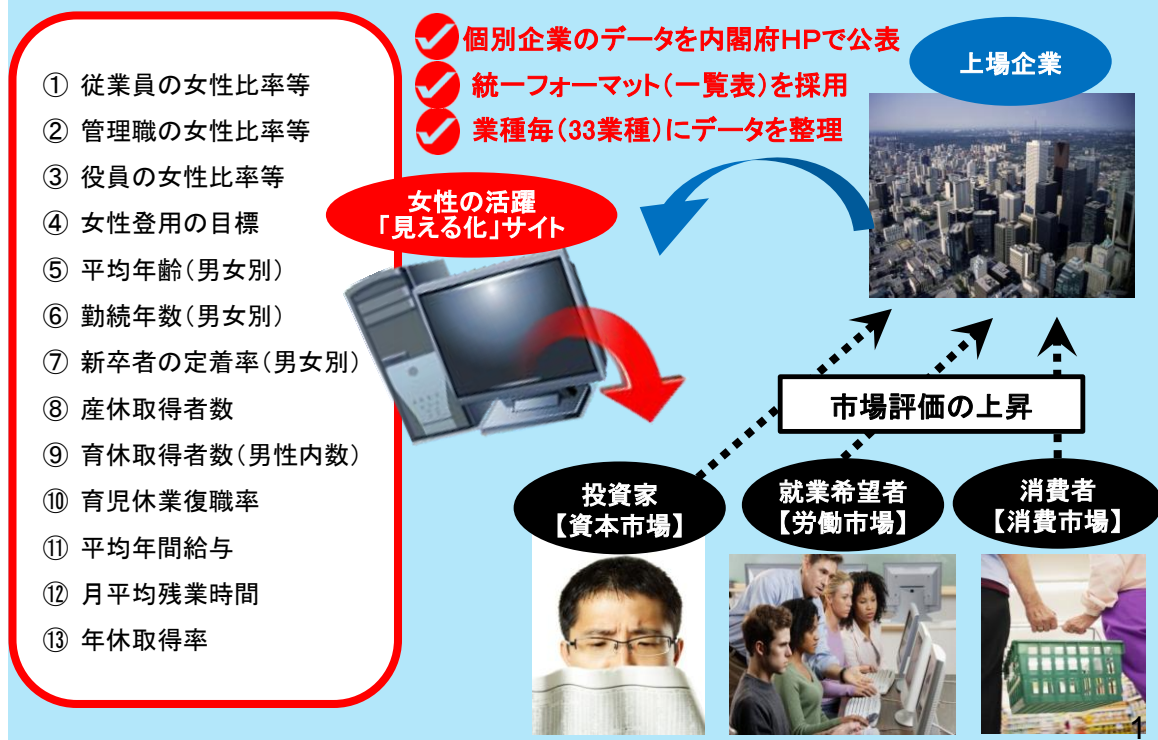 ① 従業員の女性比率等
② 管理職の女性比率等
③ 役員の女性比率等
④ 女性登用の目標
⑤ 平均年齢(男女別)
⑥ 勤続年数(男女別)
⑦ 新卒者の定着率(男女別)
⑧ 産休取得者数
⑨ 育休取得者数(男性内数)
⑩ 育児休業復職率
⑪ 平均年間給与
⑫ 月平均残業時間
⑬ 年休取得率
個別企業のデータを内閣府HPで公表
統一フォーマット(一覧表)を採用
業種毎(33業種)にデータを整理
上場企業
女性の活躍
「見える化」サイト
市場評価の上昇
投資家
【資本市場】
就業希望者
【労働市場】
消費者
【消費市場】
1